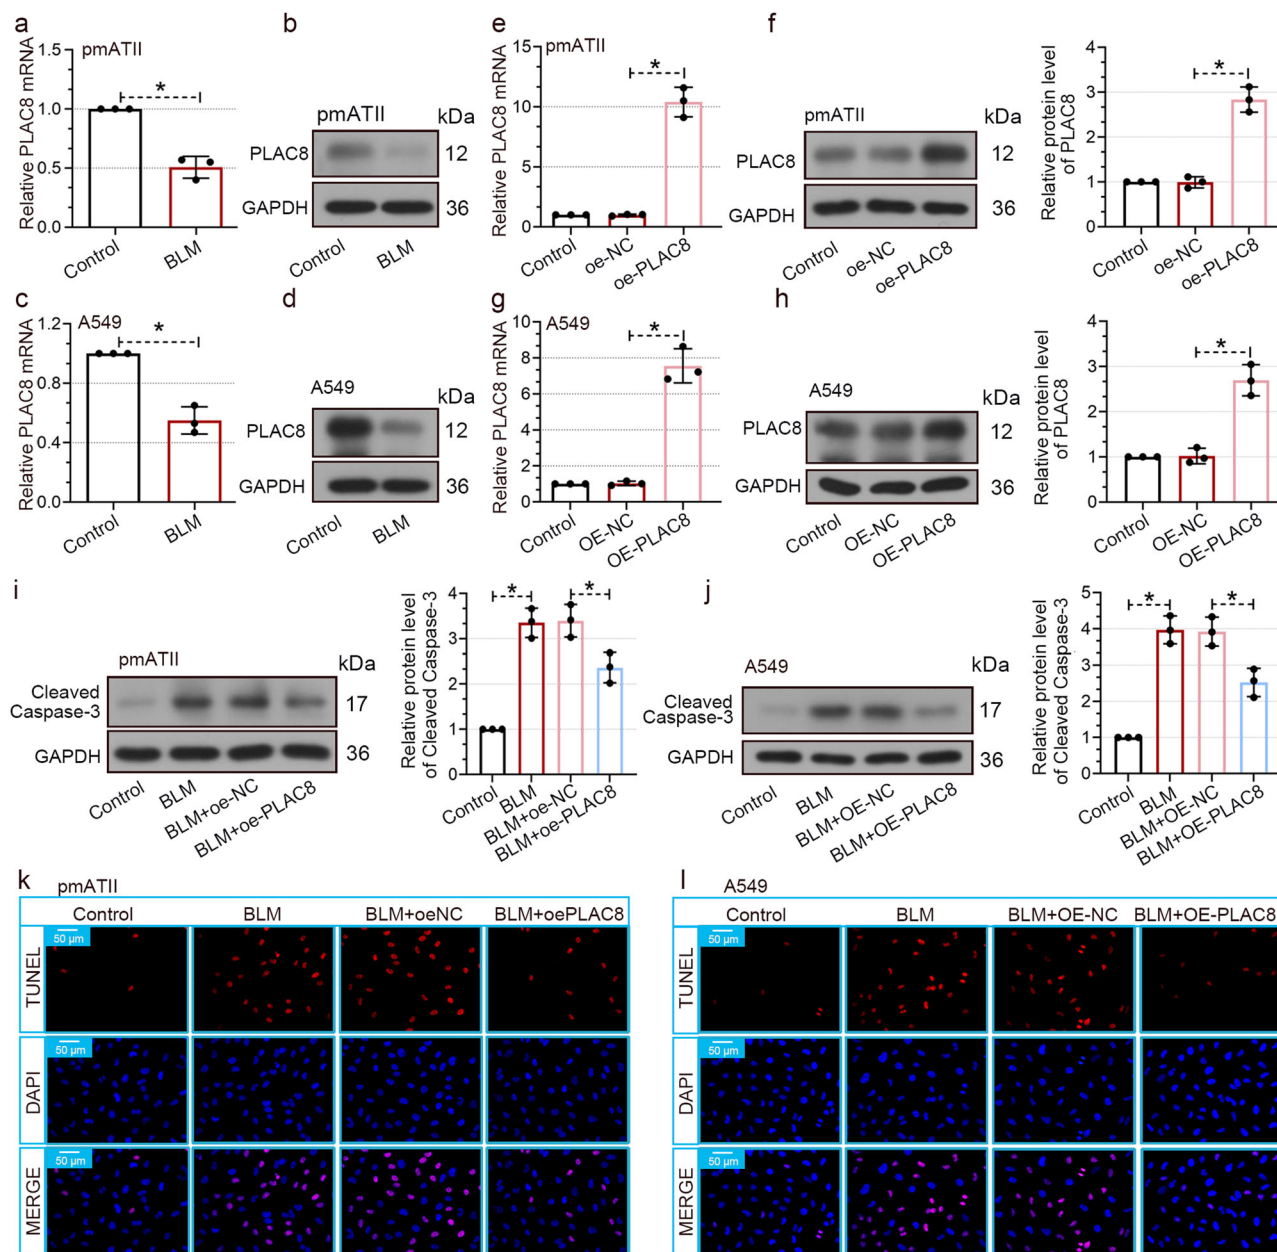 a
pmATII
Relative PLAC8 mRNA
1.5
1.0
0.5
0.0
*
Control
BLM
b
pmATII
kDa
PLAC8
12
GAPDH
36
Control
BLM
e
pmATII
Relative PLAC8 mRNA
15
10
5
0
*
Control
oe-NC
oe-PLAC8
f
pmATII
kDa
PLAC8
12
GAPDH
36
Control
oe-NC
oe-PLAC8
Relative protein level
of PLAC8
4
3
2
1
0
*
Control
oe-NC
oe-PLAC8
c
A549
Relative PLAC8 mRNA
1.2
0.8
0.4
0.0
*
Control
BLM
d
A549
kDa
PLAC8
12
GAPDH
36
Control
BLM
g
A549
Relative PLAC8 mRNA
10
8
6
4
2
0
*
Control
OE-NC
OE-PLAC8
h
A549
kDa
PLAC8
12
GAPDH
36
Control
OE-NC
OE-PLAC8
Relative protein level
of PLAC8
4
3
2
1
0
*
Control
OE-NC
OE-PLAC8
i
pmATII
kDa
Cleaved
Caspase-3
17
GAPDH
36
Control
BLM
BLM+oe-NC
BLM+oe-PLAC8
Relative protein level
of Cleaved Caspase-3
4
3
2
1
0
*
*
Control
BLM
BLM+oe-NC
BLM+oe-PLAC8
j
A549
kDa
Cleaved
Caspase-3
17
GAPDH
36
Control
BLM
BLM+OE-NC
BLM+OE-PLAC8
Relative protein level
of Cleaved Caspase-3
5
4
3
2
1
0
*
*
Control
BLM
BLM+OE-NC
BLM+OE-PLAC8
k
pmATII
Control
BLM
BLM+oeNC
BLM+oePLAC8
TUNEL
50 µm
DAPI
50 µm
MERGE
50 µm
l
A549
Control
BLM
BLM+OE-NC
BLM+OE-PLAC8
TUNEL
50 µm
DAPI
50 µm
MERGE
50 µm